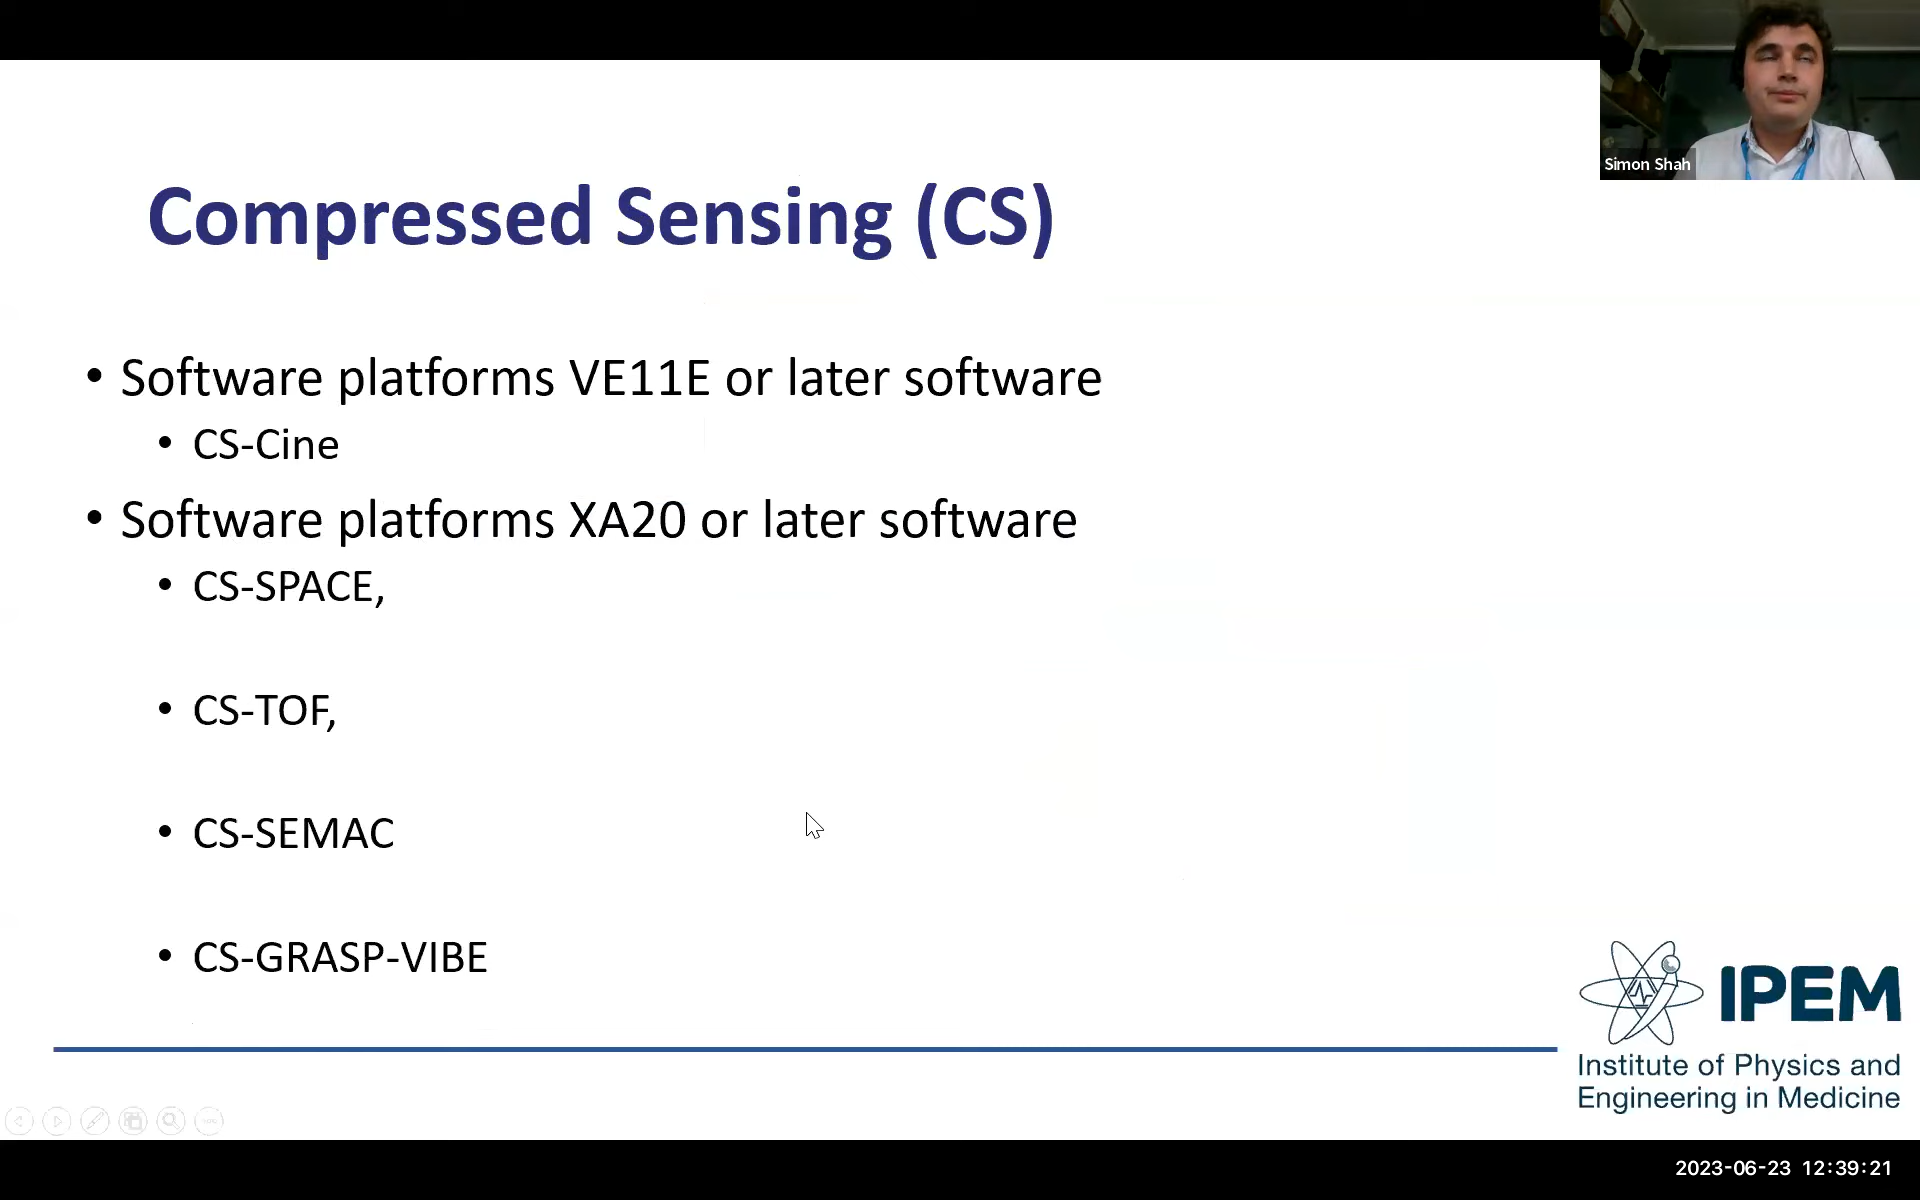 Simon Shah
Compressed Sensing (CS)
• Software platforms VE11E or later software
• CS-Cine
• Software platforms XA20 or later software
• CS-SPACE,
• CS-TOF,
• CS-SEMAC
• CS-GRASP-VIBE
IPEM
Institute of Physics and
Engineering in Medicine
2023-06-23 12:39:21